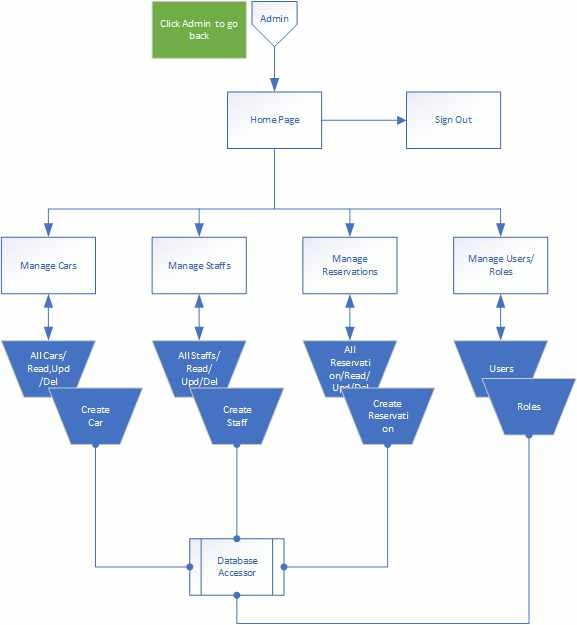 Click Admin to go
back
Admin
Home Page
Sign Out
Manage Cars
Manage Staffs
Manage
Reservations
Manage Users/
Roles
All Cars/
Read,Upd
/Del
All Staffs/
Read/
Upd/Del
All
Reservati
on/Read/
Upd/Del
Users
Create
Car
Create
Staff
Create
Reservati
on
Roles
Database
Accessor